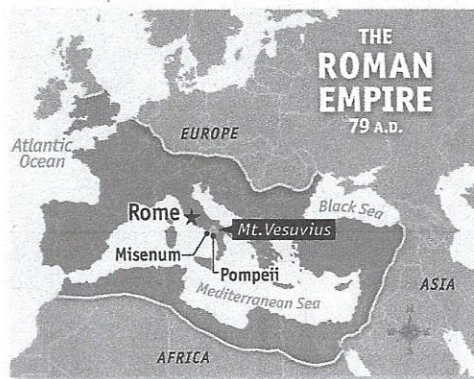 THE
ROMAN
EMPIRE
79 A.D.
EUROPE
Atlantic
Ocean
Black Sea
Rome
Mt. Vesuvius
Misenum
Pompeii
Mediterranean Sea
ASIA
AFRICA
N
S